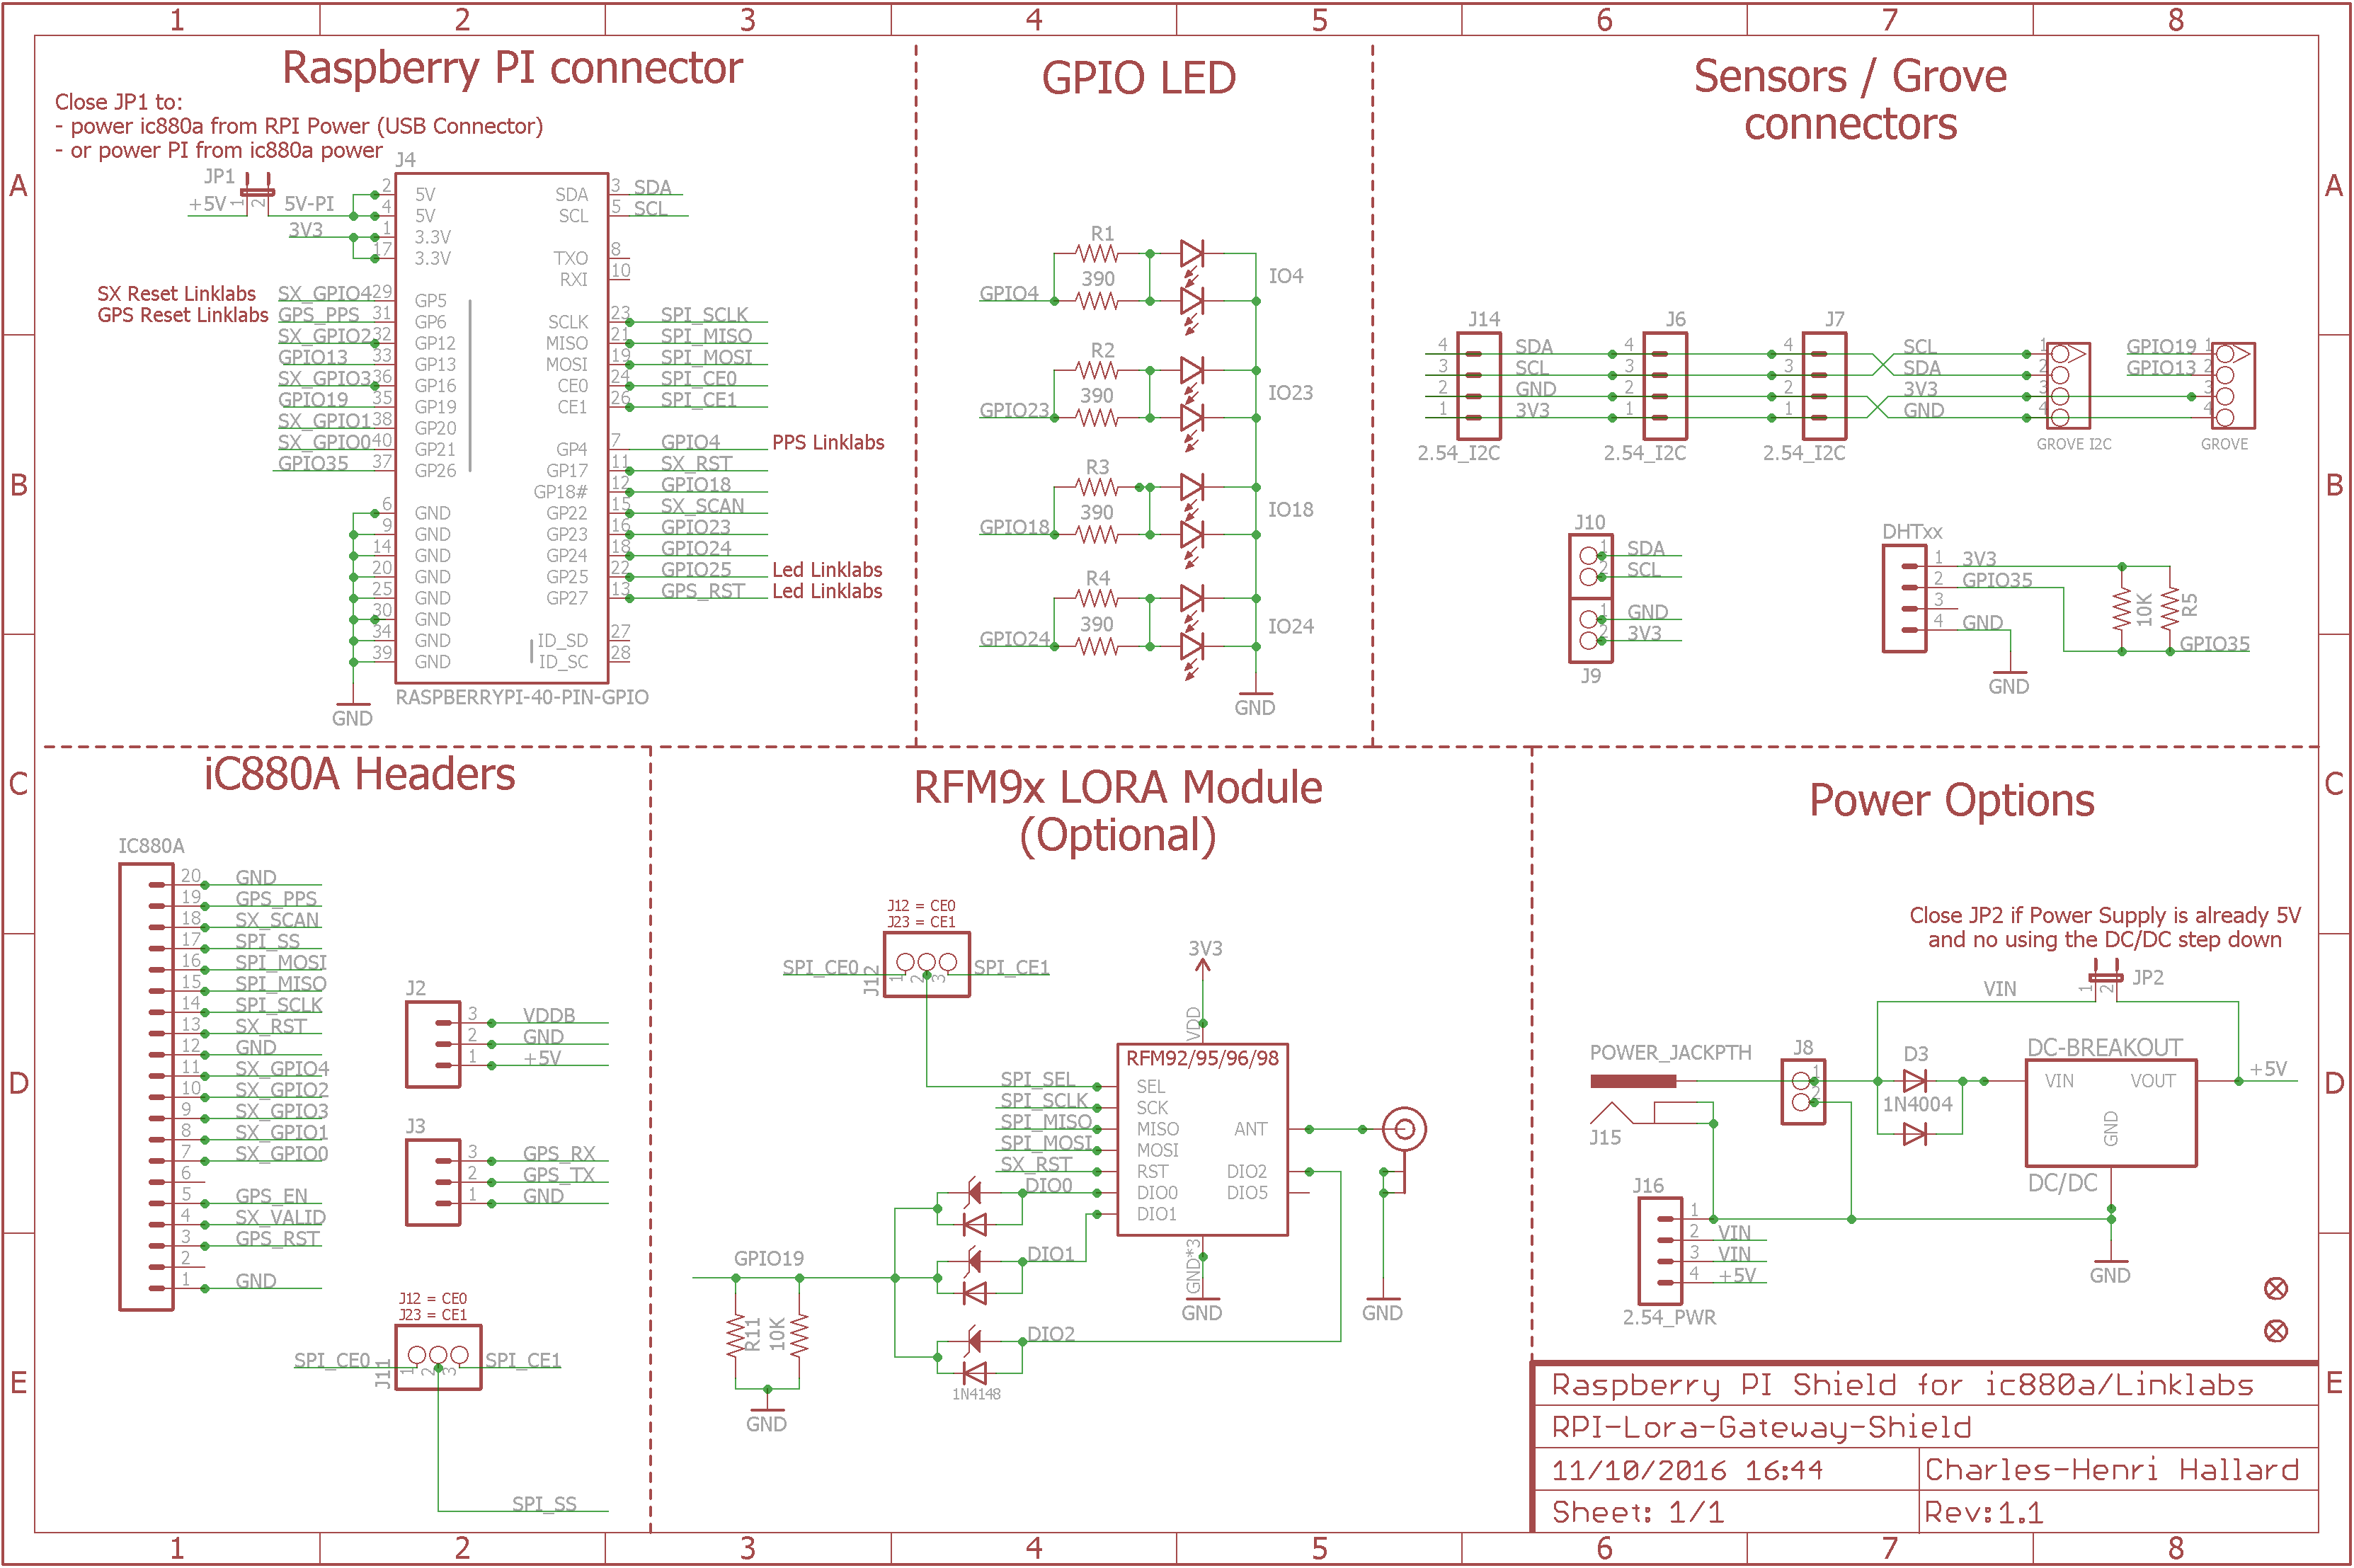 1 2 3 4 5 6 7 8
A
B
C
D
E
Raspberry PI connector
Close JP1 to:
- power ic880a from RPI Power (USB Connector)
- or power PI from ic880a power
JP1
+5V
1
2
5V-PI
3V3
J4
2 5V SDA 3 SDA
4 5V SCL 5 SCL
1 3.3V
17 3.3V TXO 8
RXI 10
SX Reset Linklabs SX_GPIO4 29 GP5
GPS Reset Linklabs GPS_PPS 31 GP6 SCLK 23 SPI_SCLK
SX_GPIO2 32 GP12 MISO 21 SPI_MISO
GPIO13 33 GP13 MOSI 19 SPI_MOSI
SX_GPIO3 36 GP16 CE0 24 SPI_CE0
GPIO19 35 GP19 CE1 26 SPI_CE1
SX_GPIO1 38 GP20
SX_GPIO0 40 GP21 GP4 7 GPIO4 PPS Linklabs
GPIO35 37 GP26 GP17 11 SX_RST
GP18# 12 GPIO18
6 GND GP22 15 SX_SCAN
9 GND GP23 16 GPIO23
14 GND GP24 18 GPIO24
20 GND GP25 22 GPIO25 Led Linklabs
25 GND GP27 13 GPS_RST Led Linklabs
30 GND
34 GND ID_SD 27
39 GND ID_SC 28
RASPBERRYPI-40-PIN-GPIO
GND
GPIO LED
R1
390
GPIO4
IO4
R2
390
GPIO23
IO23
R3
390
GPIO18
IO18
R4
390
GPIO24
IO24
GND
Sensors / Grove
connectors
J14 J6 J7
4 SDA 4 4 SCL 1 GPIO19 1
3 SCL 3 3 SDA 2 GPIO13 2
2 GND 2 2 3V3 3 3
1 3V3 1 1 GND 4 4
2.54_I2C 2.54_I2C 2.54_I2C GROVE I2C GROVE
J10
1 SDA
2 SCL
1 GND
2 3V3
J9
DHTxx
1 3V3
2 GPIO35
3
4 GND
GND
10K
R5
GPIO35
iC880A Headers
IC880A
20 GND
19 GPS_PPS
18 SX_SCAN
17 SPI_SS
16 SPI_MOSI
15 SPI_MISO
14 SPI_SCLK
13 SX_RST
12 GND
11 SX_GPIO4
10 SX_GPIO2
9 SX_GPIO3
8 SX_GPIO1
7 SX_GPIO0
6
5 GPS_EN
4 SX_VALID
3 GPS_RST
2
1 GND
J2
3 VDDB
2 GND
1 +5V
J3
3 GPS_RX
2 GPS_TX
1 GND
J12 = CE0
J23 = CE1
SPI_CE0 J11 1 2 3 SPI_CE1
SPI_SS
RFM9x LORA Module
(Optional)
J12 = CE0
J23 = CE1
SPI_CE0 J12 1 2 3 SPI_CE1
3V3
VDD
RFM92/95/96/98
SPI_SEL SEL
SPI_SCLK SCK
SPI_MISO MISO ANT
SPI_MOSI MOSI
SX_RST RST DIO2
DIO0 DIO0 DIO5
DIO1
DIO1
GND*3
GND
GND
GPIO19
R11
10K
GND
DIO2
1N4148
Power Options
Close JP2 if Power Supply is already 5V
and no using the DC/DC step down
1 2 JP2
VIN
POWER_JACKPTH
J15
J8
1
2
D3
1N4004
DC-BREAKOUT
VIN VOUT
GND
DC/DC
+5V
J16
1
2 VIN
3 VIN
4 +5V
2.54_PWR
GND
Raspberry PI Shield for ic880a/Linklabs
RPI-Lora-Gateway-Shield
11/10/2016 16:44 Charles-Henri Hallard
Sheet: 1/1 Rev:1.1
A
B
C
D
E
1 2 3 4 5 6 7 8